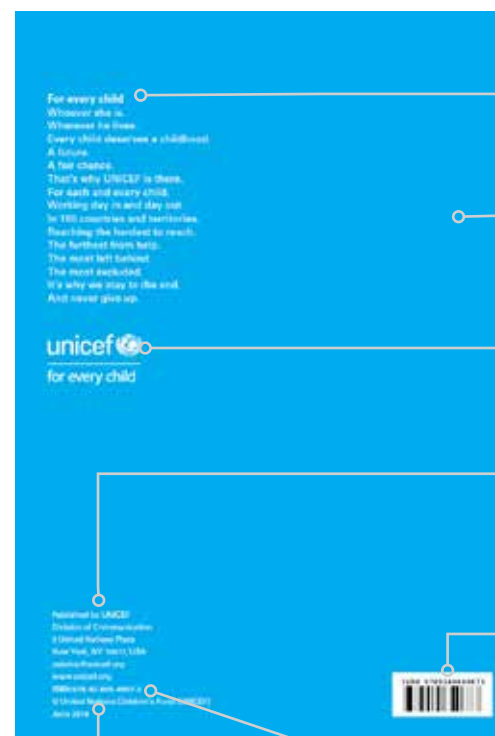 For every child
Whoever she is.
Wherever he lives.
Every child deserves a childhood.
A future.
A fair chance.
That's why UNICEF is there.
For each and every child.
Working day in and day out.
In 190 countries and territories.
Reaching the hardest to reach.
The furthest from help.
The most left behind.
The most excluded.
It's why we stay to the end.
And never give up.
unicef
for every child
Published by UNICEF
Division of Communication
3 United Nations Plaza
New York, NY 10017, USA
www.unicef.org
© United Nations Children's Fund (UNICEF)